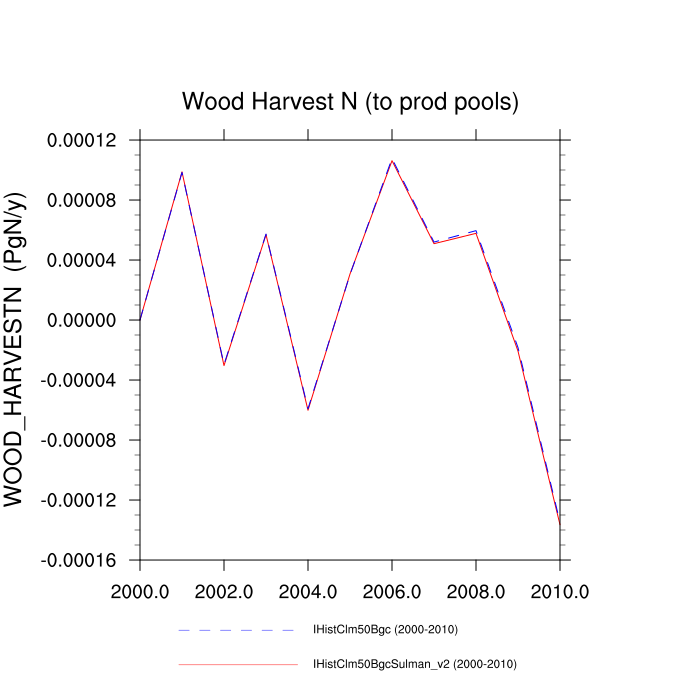 Wood Harvest N (to prod pools)
WOOD_HARVESTN (PgN/y)
0.00012
0.00008
0.00004
0.00000
-0.00004
-0.00008
-0.00012
-0.00016
2000.0 2002.0 2004.0 2006.0 2008.0 2010.0
IHistClm50Bgc (2000-2010)
IHistClm50BgcSulman_v2 (2000-2010)